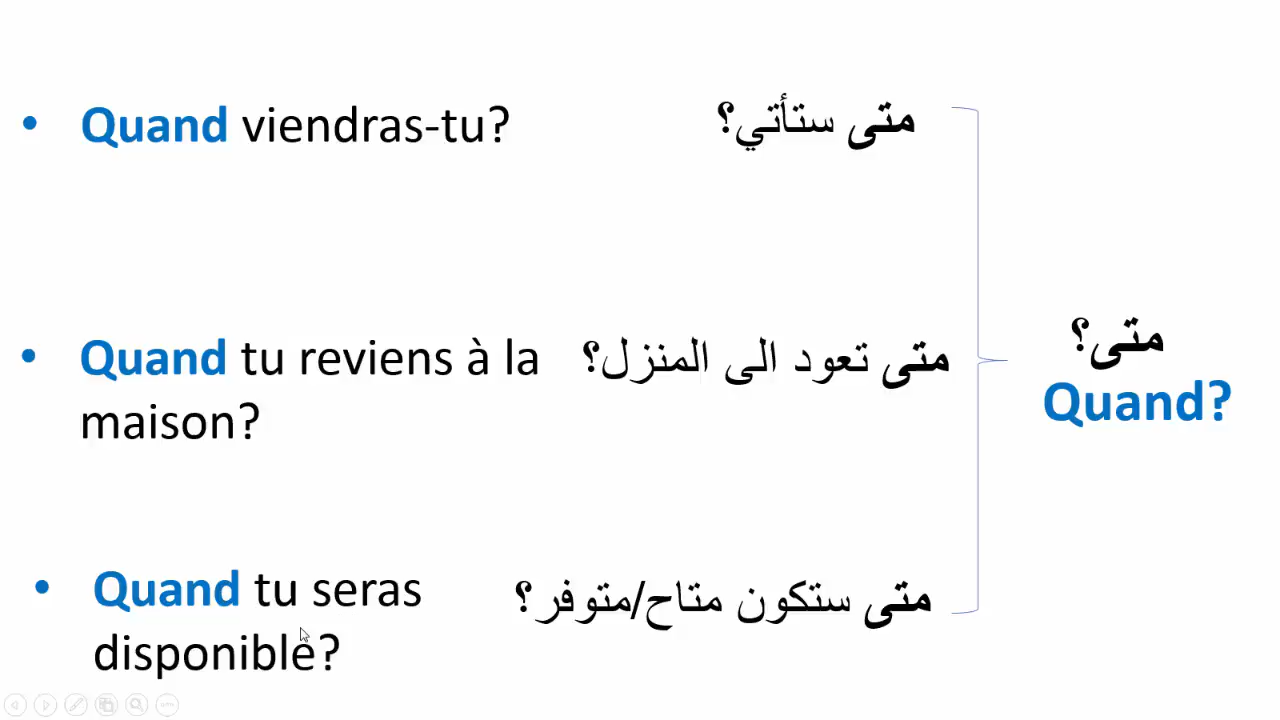 • Quand viendras-tu?
متى ستأتي؟
• Quand tu reviens à la
maison?
متى تعود الى المنزل؟
• Quand tu seras
disponible?
متى ستكون متاح/متوفر؟
متى؟
Quand?